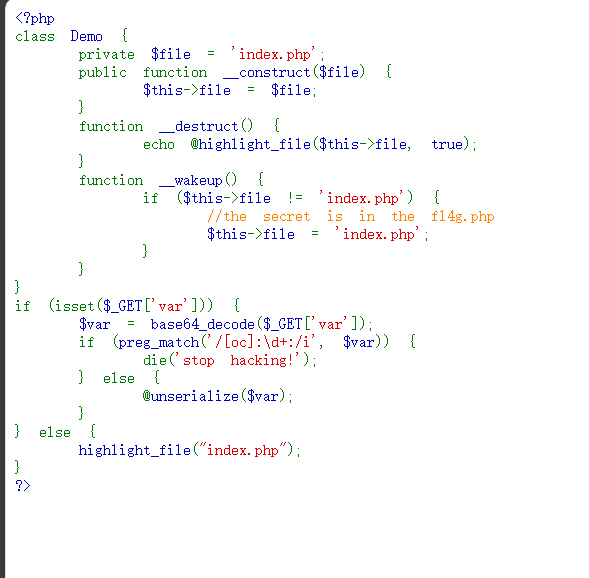 <?php
class Demo {
private $file = 'index.php';
public function __construct($file) {
$this->file = $file;
}
function __destruct() {
echo @highlight_file($this->file, true);
}
function __wakeup() {
if ($this->file != 'index.php') {
//the secret is in the fl4g.php
$this->file = 'index.php';
}
}
}
if (isset($_GET['var'])) {
$var = base64_decode($_GET['var']);
if (preg_match('/[oc]:\d+:/i', $var)) {
die('stop hacking!');
} else {
@unserialize($var);
}
} else {
highlight_file("index.php");
}
?>